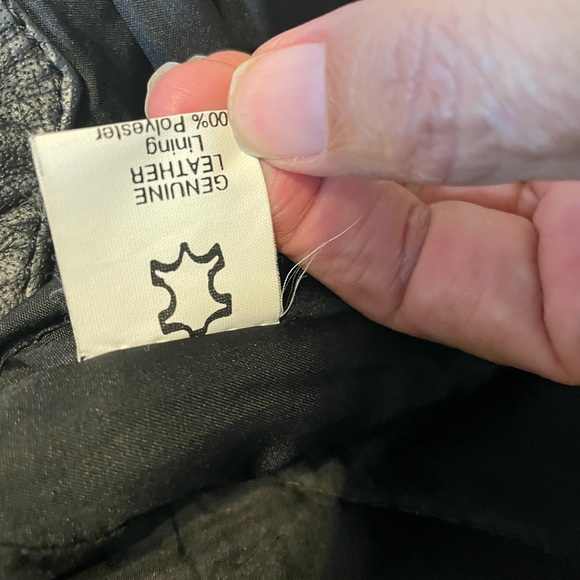 GENUINE
LEATHER
Lining
00% Polyester